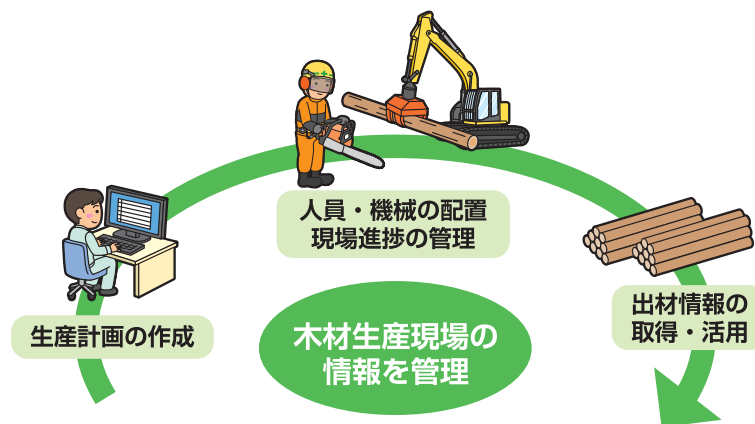 人員・機械の配置
現場進捗の管理
生産計画の作成
出材情報の
取得・活用
木材生産現場の
情報を管理